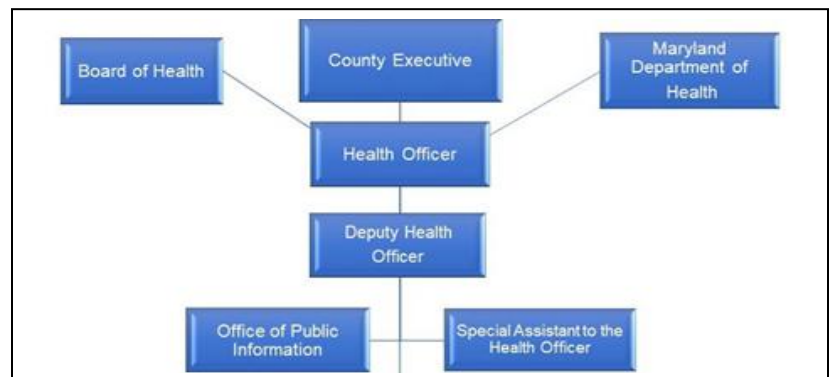 Board of Health
County Executive
Maryland
Department of
Health
Health Officer
Deputy Health
Officer
Office of Public
Information
Special Assistant to the
Health Officer